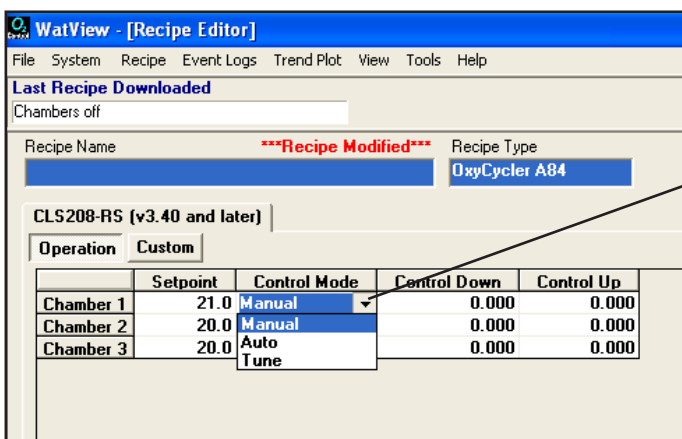 O2 Control WatView - [Recipe Editor]
File System Recipe Event Logs Trend Plot View Tools Help
Last Recipe Downloaded
Chambers off
Recipe Name ***Recipe Modified*** Recipe Type
OxyCycler A84
CLS208-RS (v3.40 and later)
Operation Custom
Setpoint Control Mode Control Down Control Up
Chamber 1 21.0 Manual 0.000 0.000
Chamber 2 20.0 Manual 0.000 0.000
Chamber 3 20.0 Auto 0.000 0.000
Tune